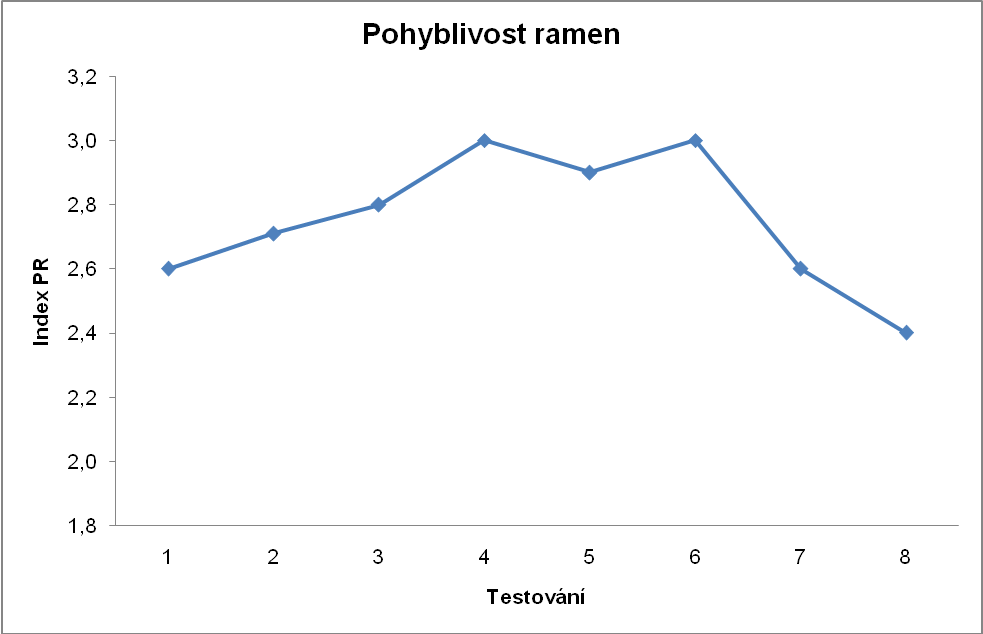 Pohyblivost ramen
3,2
3,0
2,8
2,6
2,4
2,2
2,0
1,8
Index PR
1 2 3 4 5 6 7 8
Testování